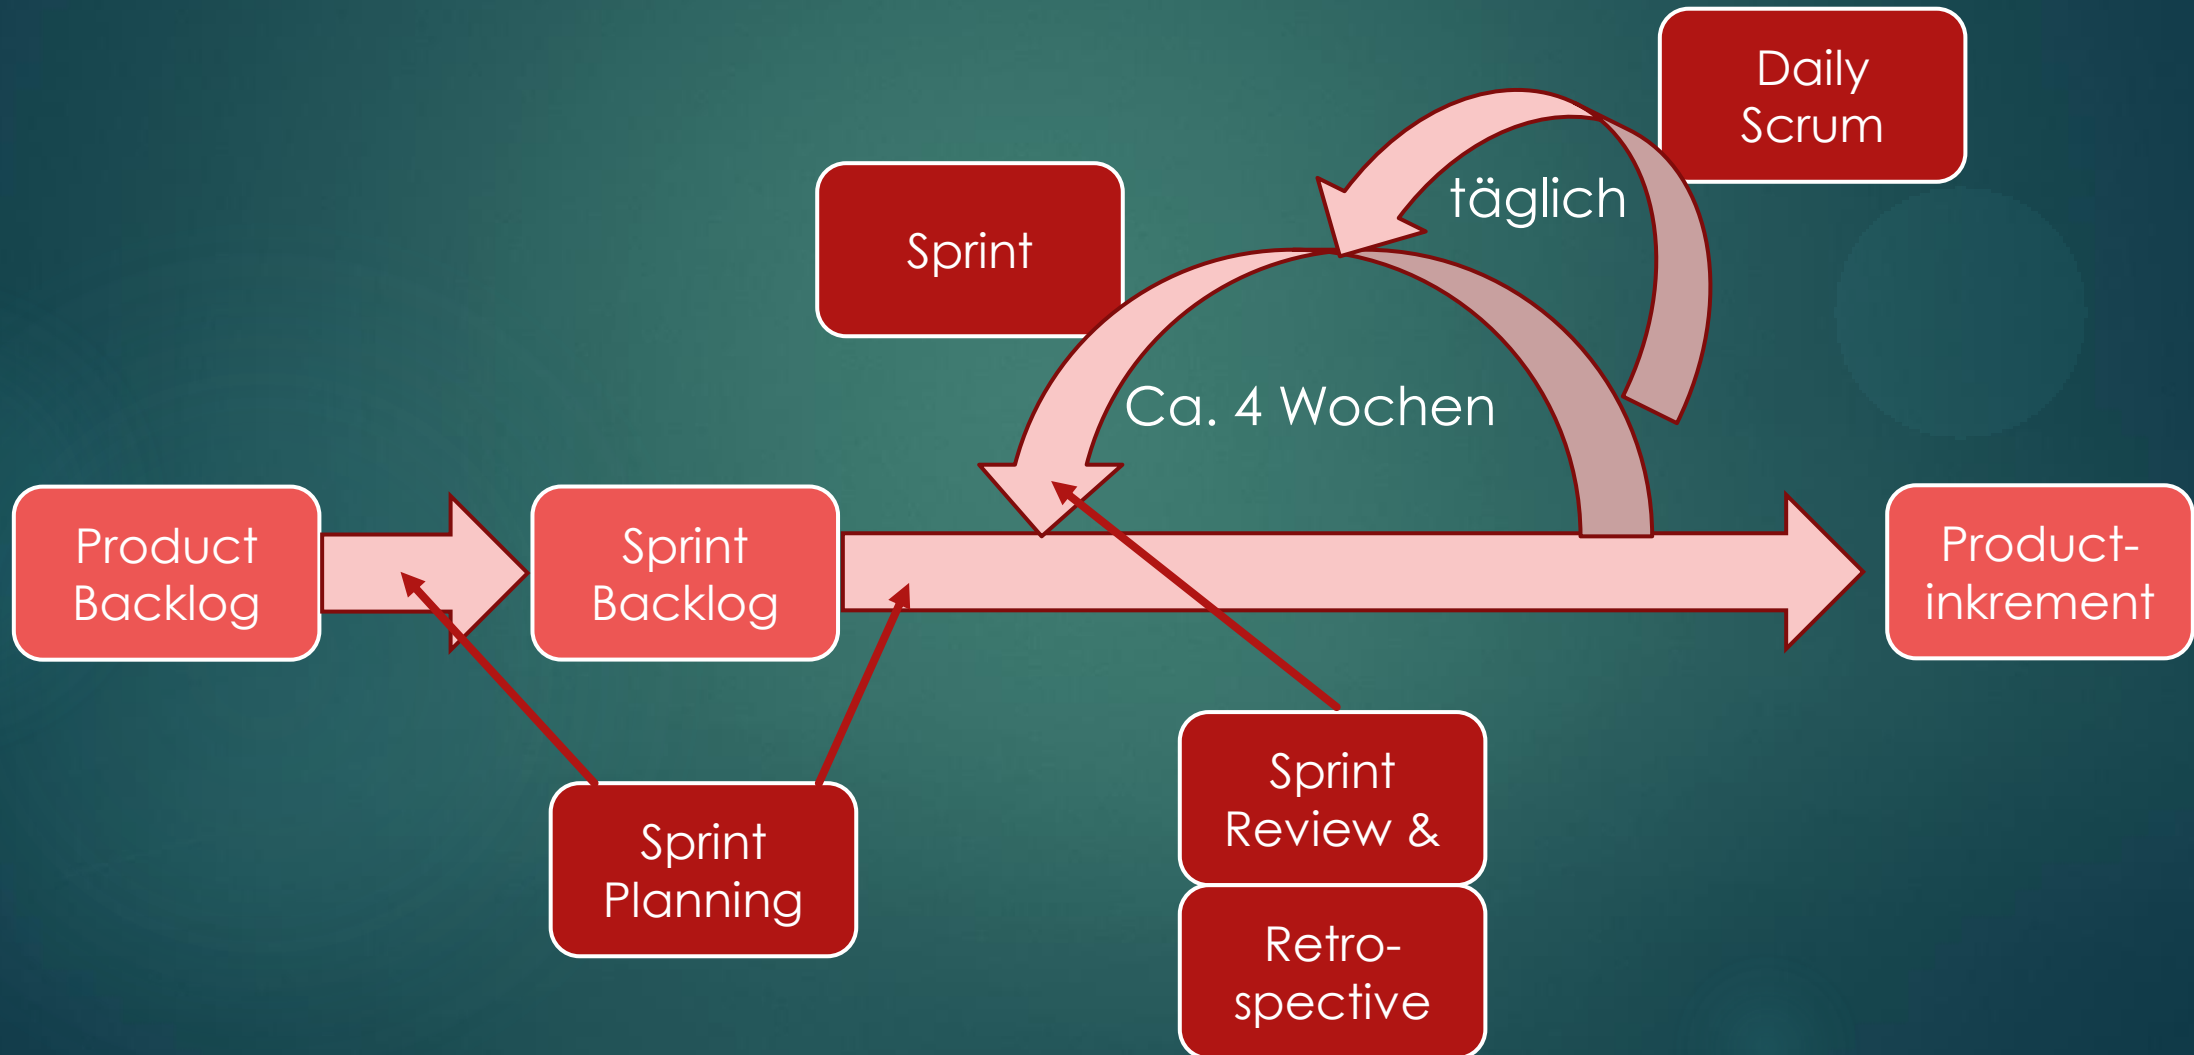 Daily
Scrum
täglich
Sprint
Ca. 4 Wochen
Product
Backlog
Sprint
Backlog
Product-
inkrement
Sprint
Planning
Sprint
Review &
Retro-
spective